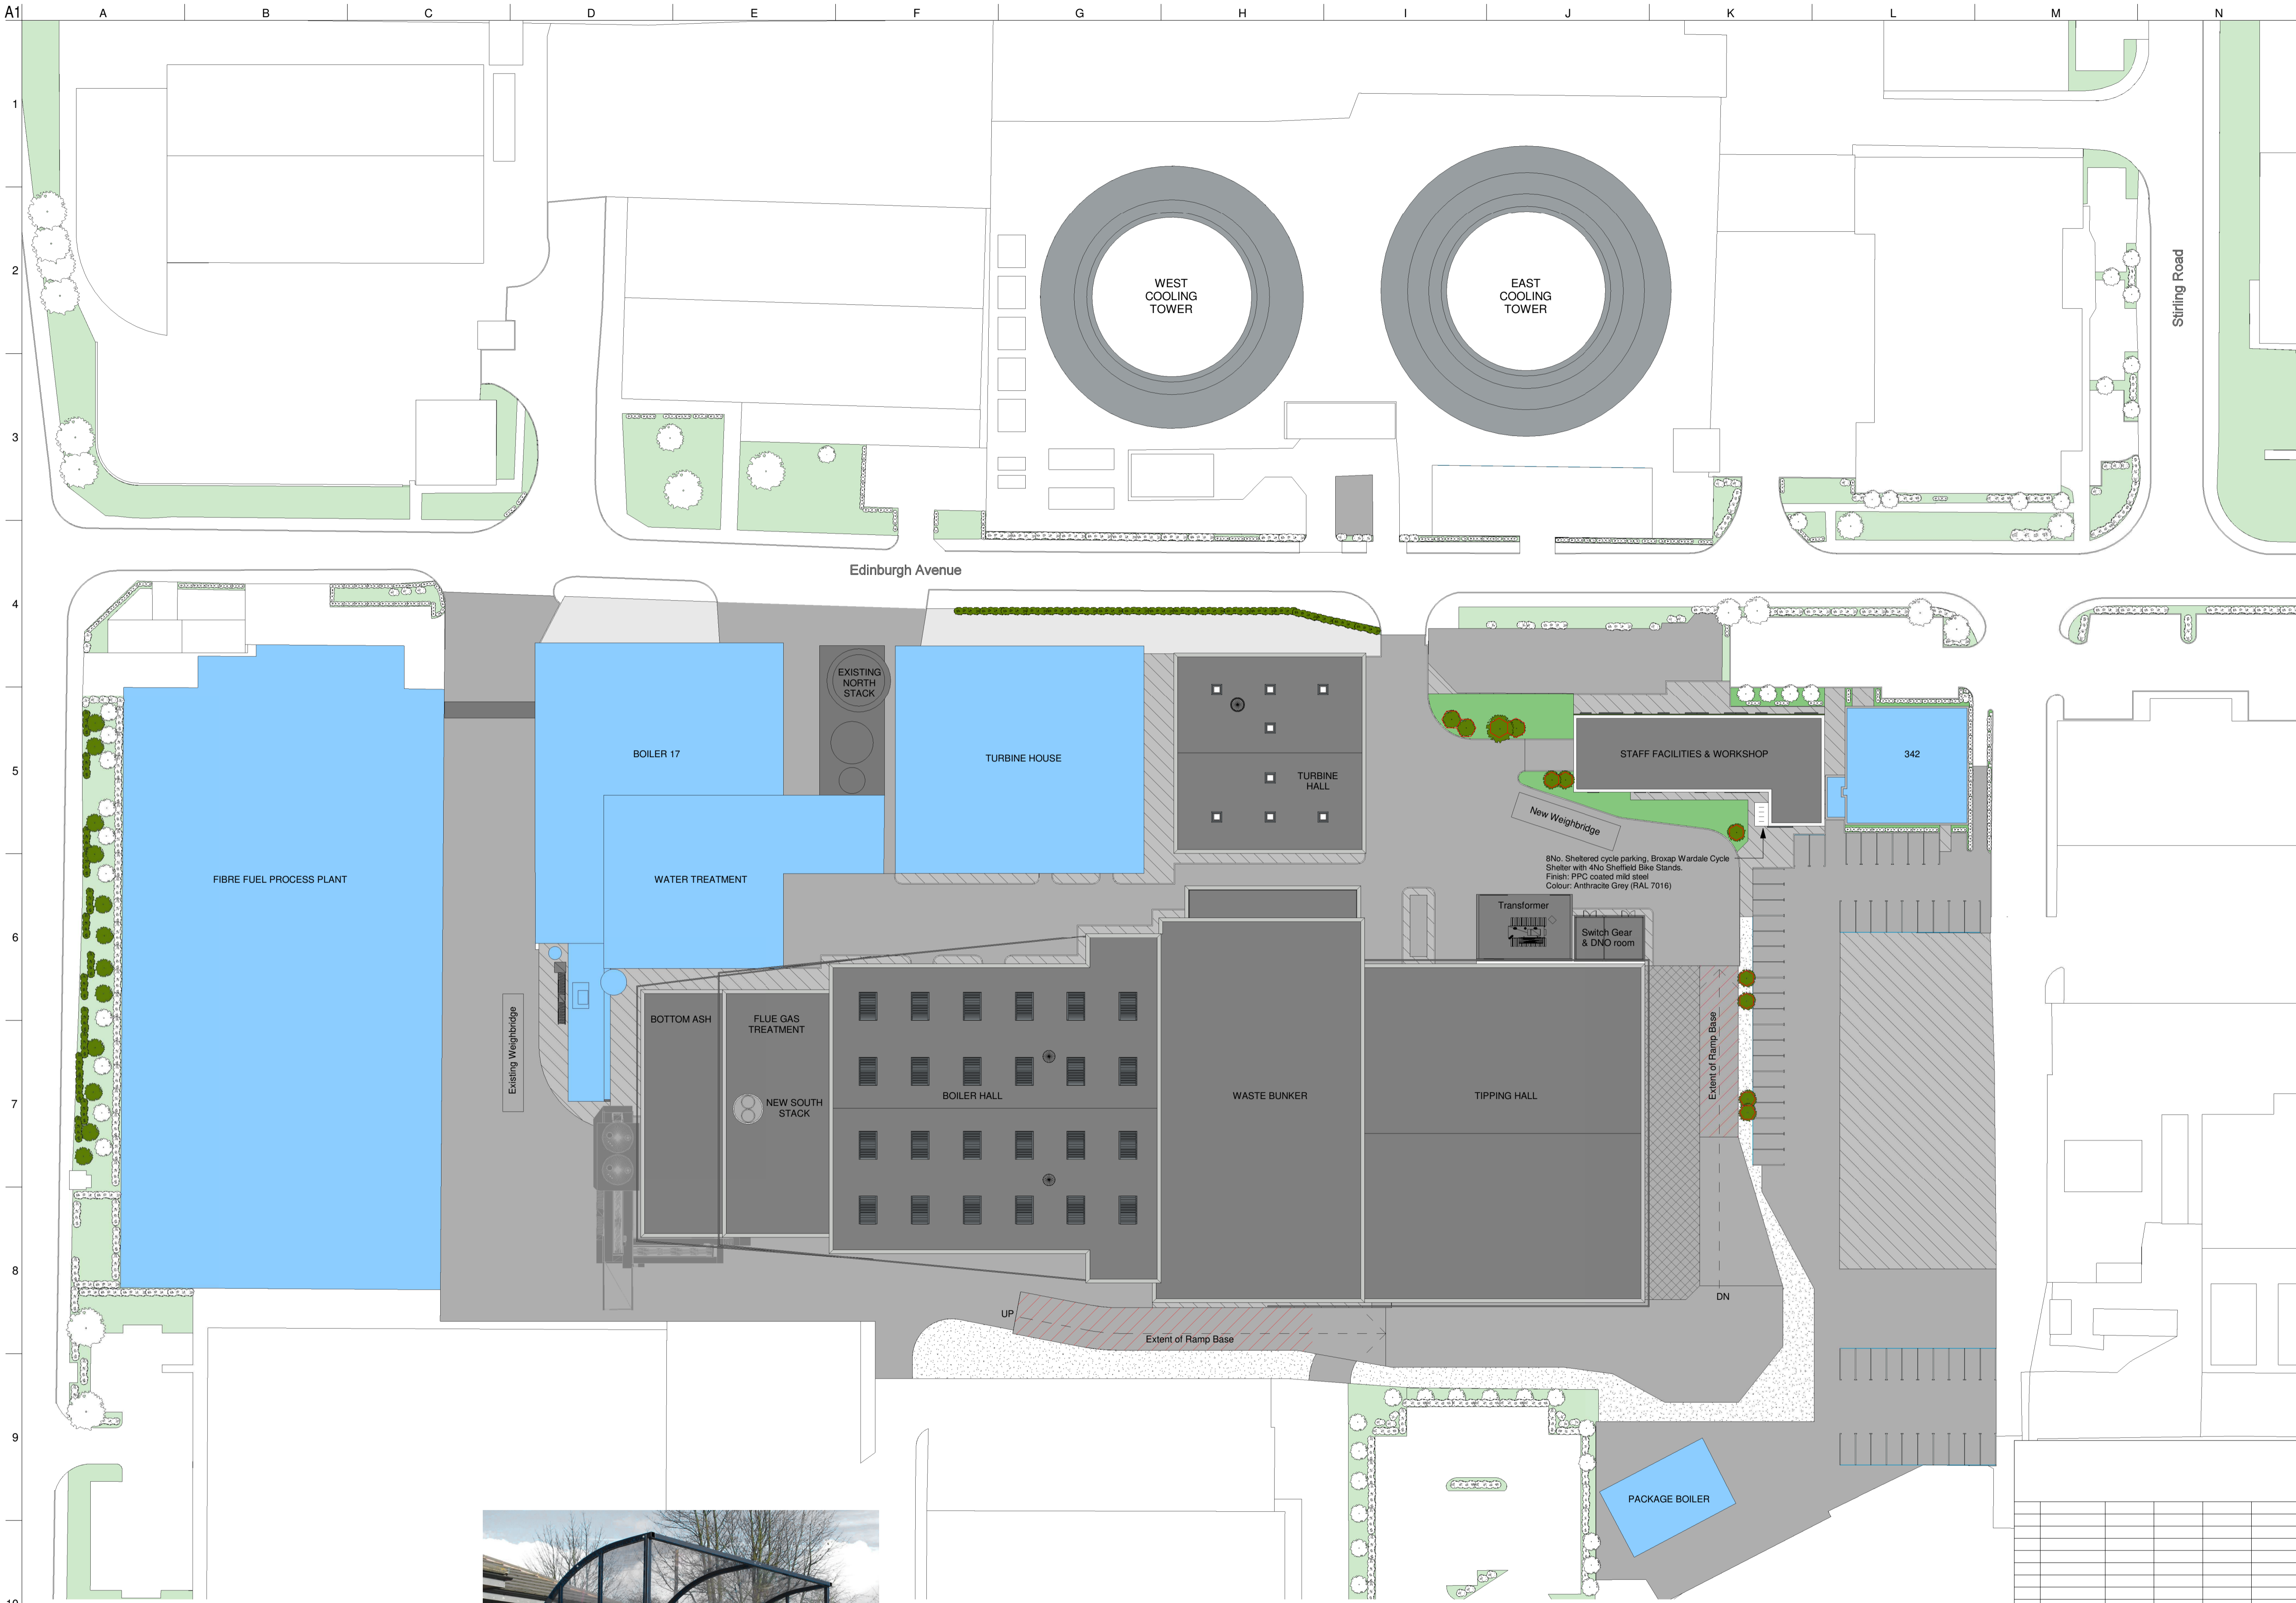 A1 A B C D E F G H I J K L M N
1
2
3
4
5
6
7
8
9
WEST
COOLING
TOWER
EAST
COOLING
TOWER
Stirling Road
Edinburgh Avenue
EXISTING
NORTH
STACK
BOILER 17
TURBINE HOUSE
TURBINE
HALL
STAFF FACILITIES & WORKSHOP
342
New Weighbridge
8No. Sheltered cycle parking, Broxap Wardale Cycle
Shelter with 4No Sheffield Bike Stands.
Finish: PPC coated mild steel
Colour: Anthracite Grey (RAL 7016)
FIBRE FUEL PROCESS PLANT
WATER TREATMENT
Transformer
Switch Gear
& DNO room
Existing Weighbridge
BOTTOM ASH
FLUE GAS
TREATMENT
NEW SOUTH
STACK
BOILER HALL
WASTE BUNKER
TIPPING HALL
Extent of Ramp Base
DN
UP
Extent of Ramp Base
PACKAGE BOILER